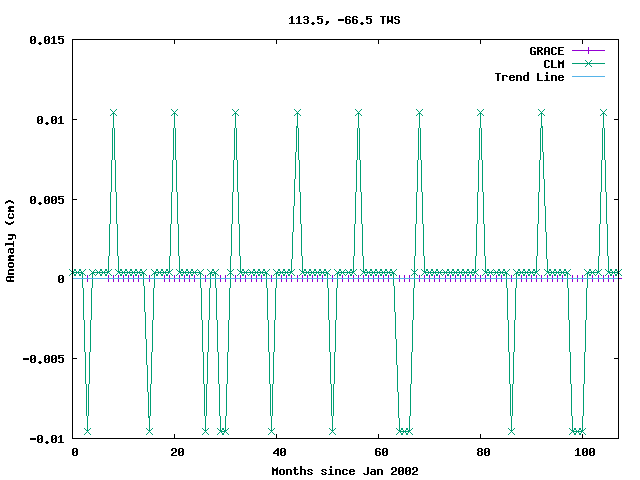 113.5, -66.5 TWS
GRACE
CLM
Trend Line
0.015
0.01
0.005
0
-0.005
-0.01
Anomaly (cm)
0 20 40 60 80 100
Months since Jan 2002